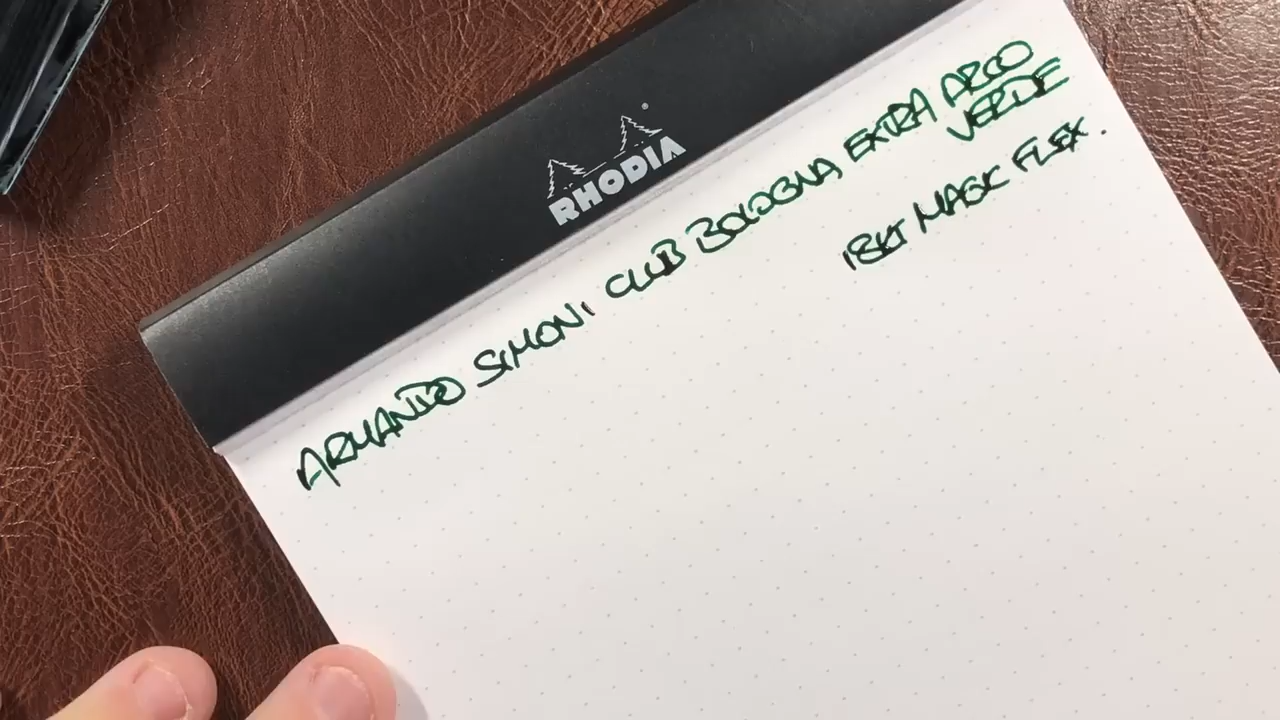 RHODIA
ARMANDO SIMONI CLUB BOLOGNA EXTRA ARCO
VERDE
18KT MAGIC FLEX.